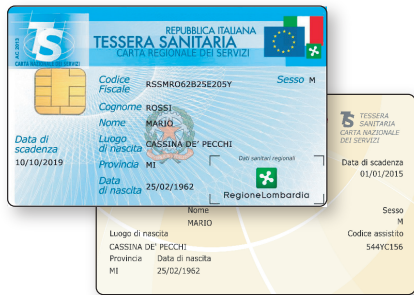 REPUBBLICA ITALIANA
TESSERA SANITARIA
CARTA REGIONALE DEI SERVIZI
TS
CARTA NAZIONALE DEI SERVIZI
Codice Fiscale RSSMRO62B25E205Y Sesso M
Cognome ROSSI
Nome MARIO
Luogo di nascita CASSINA DE' PECCHI
Provincia MI
Data di nascita 25/02/1962
Data di scadenza
10/10/2019
Dati sanitari regionali
RegioneLombardia
TS TESSERA
SANITARIA
CARTA NAZIONALE
DEI SERVIZI
Data di scadenza
01/01/2015
Nome Sesso
MARIO M
Luogo di nascita Codice assistito
CASSINA DE' PECCHI 544YC156
Provincia Data di nascita
MI 25/02/1962